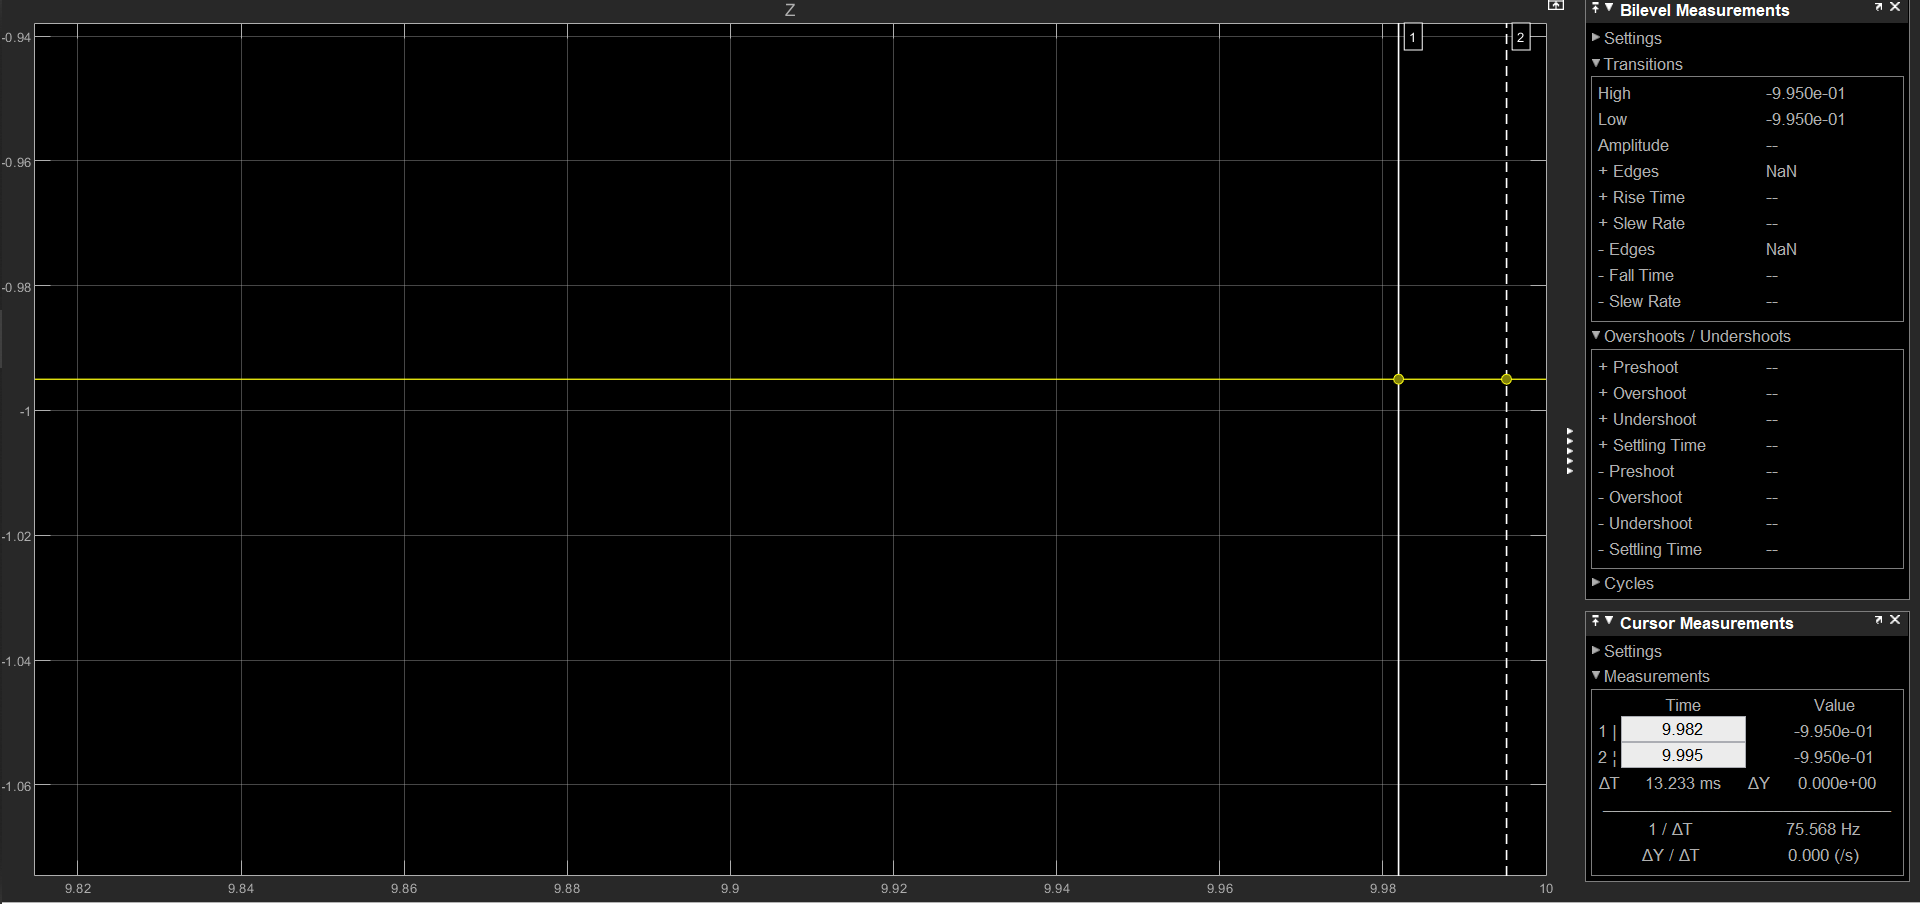 Z
-0.94
-0.96
-0.98
-1
-1.02
-1.04
-1.06
9.82 9.84 9.86 9.88 9.9 9.92 9.94 9.96 9.98 10
1 2
Bilevel Measurements
Settings
Transitions
High -9.950e-01
Low -9.950e-01
Amplitude --
+ Edges NaN
+ Rise Time --
+ Slew Rate --
- Edges NaN
- Fall Time --
- Slew Rate --
Overshoots / Undershoots
+ Preshoot --
+ Overshoot --
+ Undershoot --
+ Settling Time --
- Preshoot --
- Overshoot --
- Undershoot --
- Settling Time --
Cycles
Cursor Measurements
Settings
Measurements
Time Value
1 | 9.982 -9.950e-01
2 ¦ 9.995 -9.950e-01
ΔT 13.233 ms ΔY 0.000e+00
1 / ΔT 75.568 Hz
ΔY / ΔT 0.000 (/s)